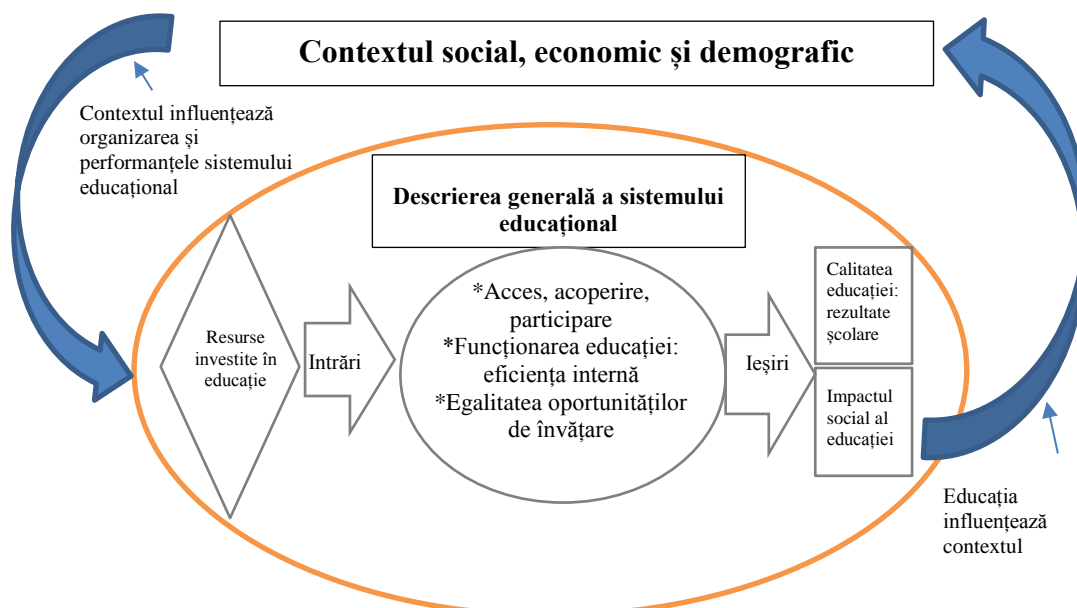 Contextul social, economic și demografic
Contextul influențează
organizarea și
performanțele sistemului
educațional
Descrierea generală a sistemului
educațional
Resurse
investite în
educație
Intrări
*Acces, acoperire,
participare
*Funcționarea educației:
eficiența internă
*Egalitatea oportunităților
de învățare
Ieșiri
Calitatea
educației:
rezultate
școlare
Impactul
social al
educației
Educația
influențează
contextul